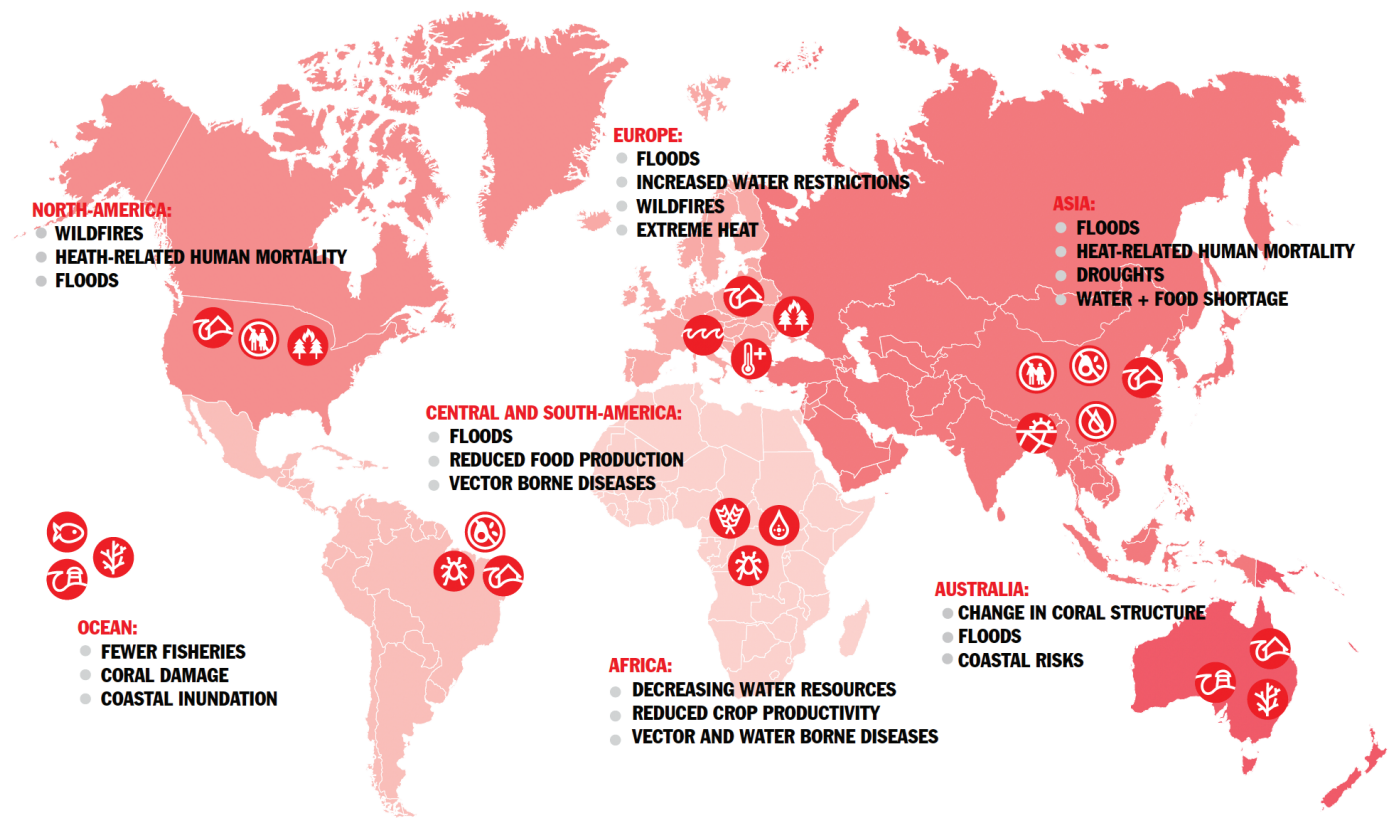 EUROPE:
FLOODS
INCREASED WATER RESTRICTIONS
WILDFIRES
EXTREME HEAT
NORTH-AMERICA:
WILDFIRES
HEATH-RELATED HUMAN MORTALITY
FLOODS
ASIA:
FLOODS
HEAT-RELATED HUMAN MORTALITY
DROUGHTS
WATER + FOOD SHORTAGE
CENTRAL AND SOUTH-AMERICA:
FLOODS
REDUCED FOOD PRODUCTION
VECTOR BORNE DISEASES
OCEAN:
FEWER FISHERIES
CORAL DAMAGE
COASTAL INUNDATION
AFRICA:
DECREASING WATER RESOURCES
REDUCED CROP PRODUCTIVITY
VECTOR AND WATER BORNE DISEASES
AUSTRALIA:
CHANGE IN CORAL STRUCTURE
FLOODS
COASTAL RISKS